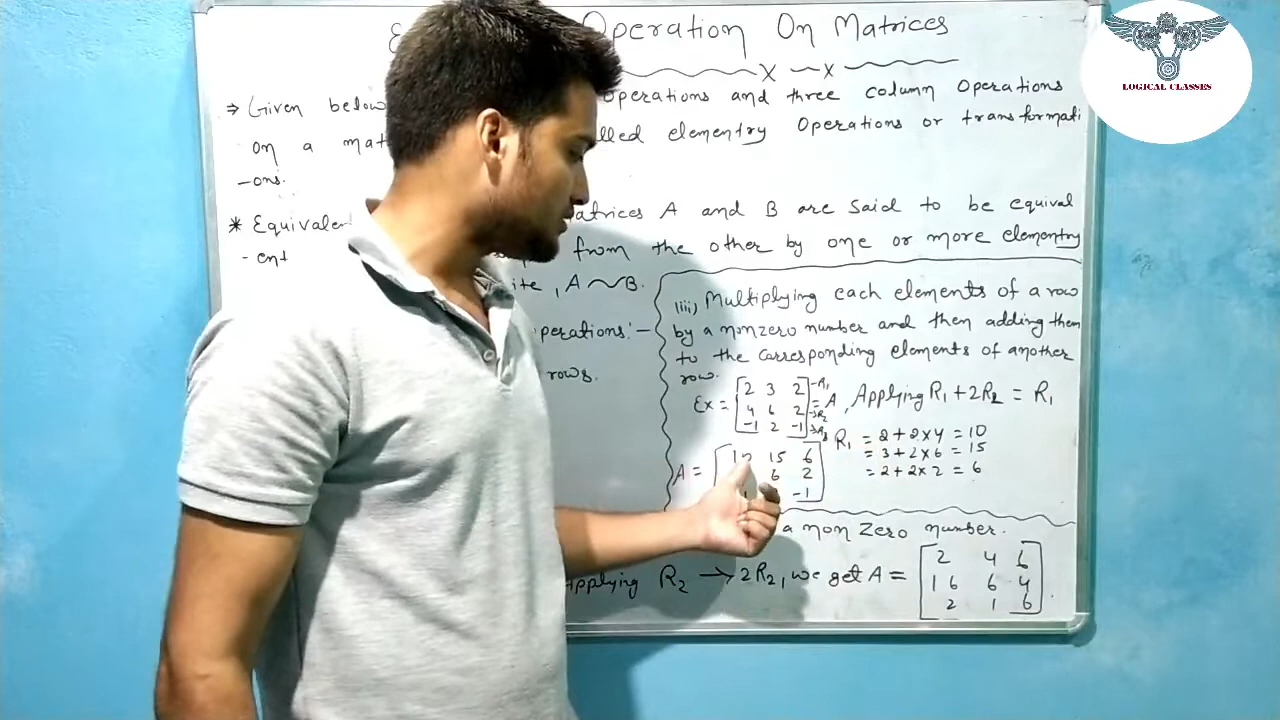 Operation On Matrices
LOGICAL CLASSES
⇒ Given below operations and three column Operations
on a mat lled elementry Operations or transformati
-ons.
* Equivalen atrices A and B are said to be equival
- ent from the other by one or more elementry
ite, A ~ B.
perations:-
rows.
(iii) Multiplying each elements of a row
by a nonzero number and then adding them
to the corresponding elements of another
row.
Ex = [2 3 2 -R1
4 6 2 →R2
-1 2 -1 →R3] = A, Applying R1 + 2R2 = R1
R1 = 2+2×4 = 10
= 3+2×6 = 15
= 2+2×2 = 6
A = [10 15 6
6 2
-1]
a non Zero number.
Applying R2 → 2R2, we get A = [2 4 6
16 6 4
2 1 6].